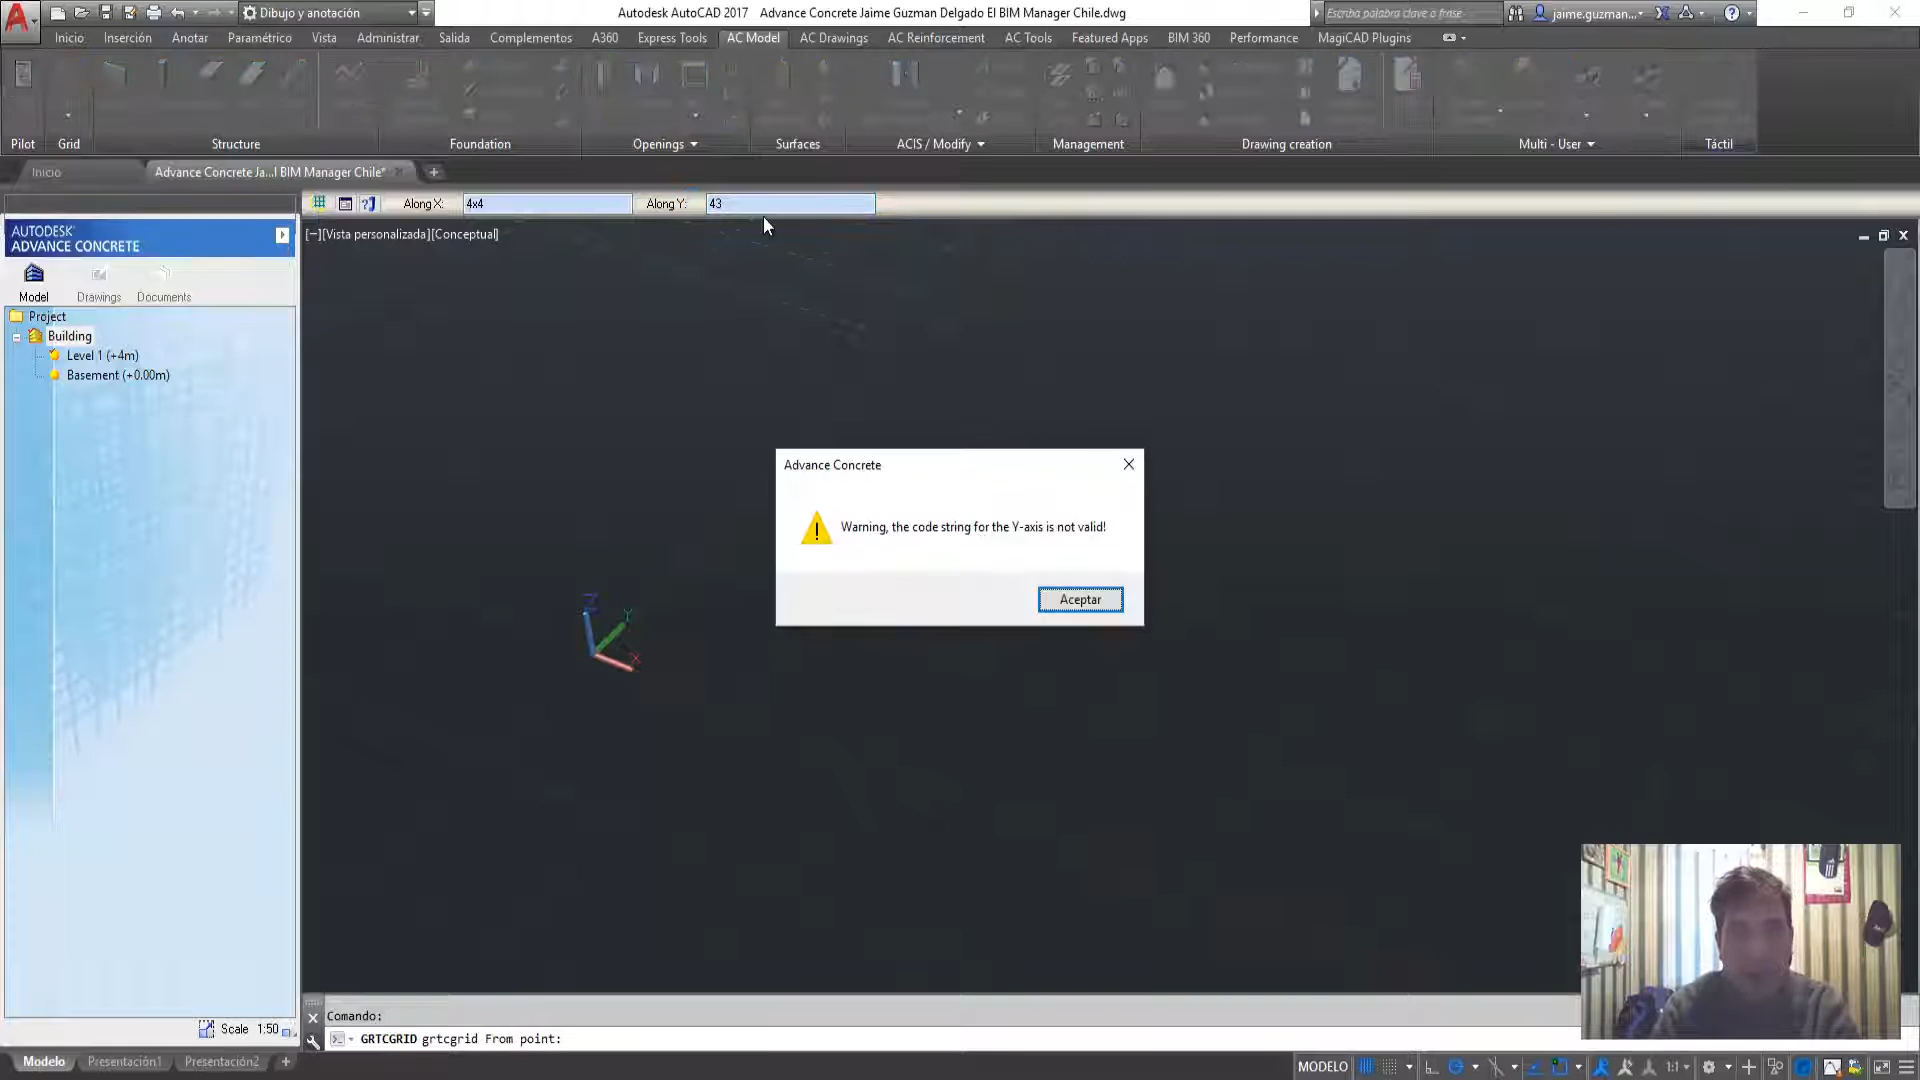 Dibujo y anotación
Autodesk AutoCAD 2017 Advance Concrete Jaime Guzman Delgado El BIM Manager Chile.dwg
Escriba palabra clave o frase
jaime.guzman...
Inicio Inserción Anotar Paramétrico Vista Administrar Salida Complementos A360 Express Tools AC Model AC Drawings AC Reinforcement AC Tools Featured Apps BIM 360 Performance MagiCAD Plugins
Pilot Grid Structure Foundation Openings Surfaces ACIS / Modify Management Drawing creation Multi - User Táctil
Inicio Advance Concrete Ja...l BIM Manager Chile*
Along X: 4x4 Along Y: 43
AUTODESK
ADVANCE CONCRETE
[−][Vista personalizada][Conceptual]
Model Drawings Documents
Project
Building
Level 1 (+4m)
Basement (+0.00m)
Advance Concrete
Warning, the code string for the Y-axis is not valid!
Aceptar
Z
Y
X
Comando:
Scale 1:50
GRTCGRID grtcgrid From point:
Modelo Presentación1 Presentación2 +
MODELO
1:1